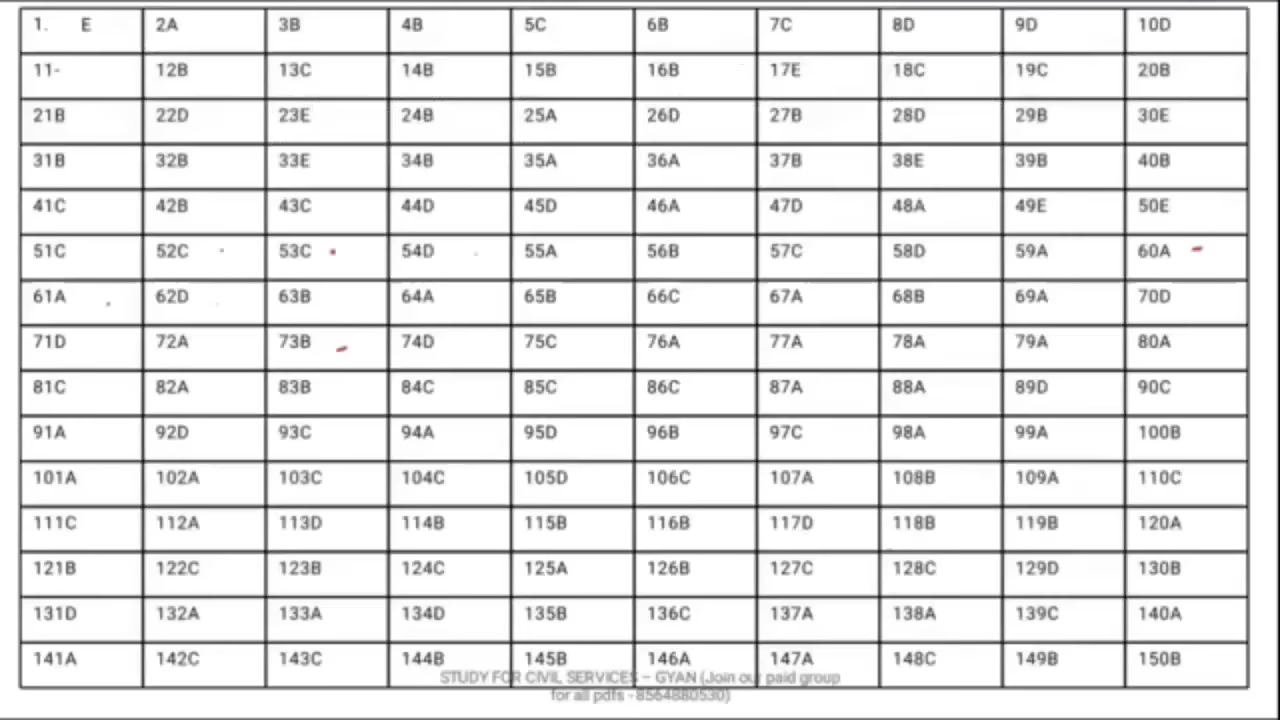 1. E 2A 3B 4B 5C 6B 7C 8D 9D 10D
11- 12B 13C 14B 15B 16B 17E 18C 19C 20B
21B 22D 23E 24B 25A 26D 27B 28D 29B 30E
31B 32B 33E 34B 35A 36A 37B 38E 39B 40B
41C 42B 43C 44D 45D 46A 47D 48A 49E 50E
51C 52C 53C 54D 55A 56B 57C 58D 59A 60A
61A 62D 63B 64A 65B 66C 67A 68B 69A 70D
71D 72A 73B 74D 75C 76A 77A 78A 79A 80A
81C 82A 83B 84C 85C 86C 87A 88A 89D 90C
91A 92D 93C 94A 95D 96B 97C 98A 99A 100B
101A 102A 103C 104C 105D 106C 107A 108B 109A 110C
111C 112A 113D 114B 115B 116B 117D 118B 119B 120A
121B 122C 123B 124C 125A 126B 127C 128C 129D 130B
131D 132A 133A 134D 135B 136C 137A 138A 139C 140A
141A 142C 143C 144B 145B 146A 147A 148C 149B 150B
STUDY FOR CIVIL SERVICES – GYAN (Join our paid group
for all pdfs - 8564880530)